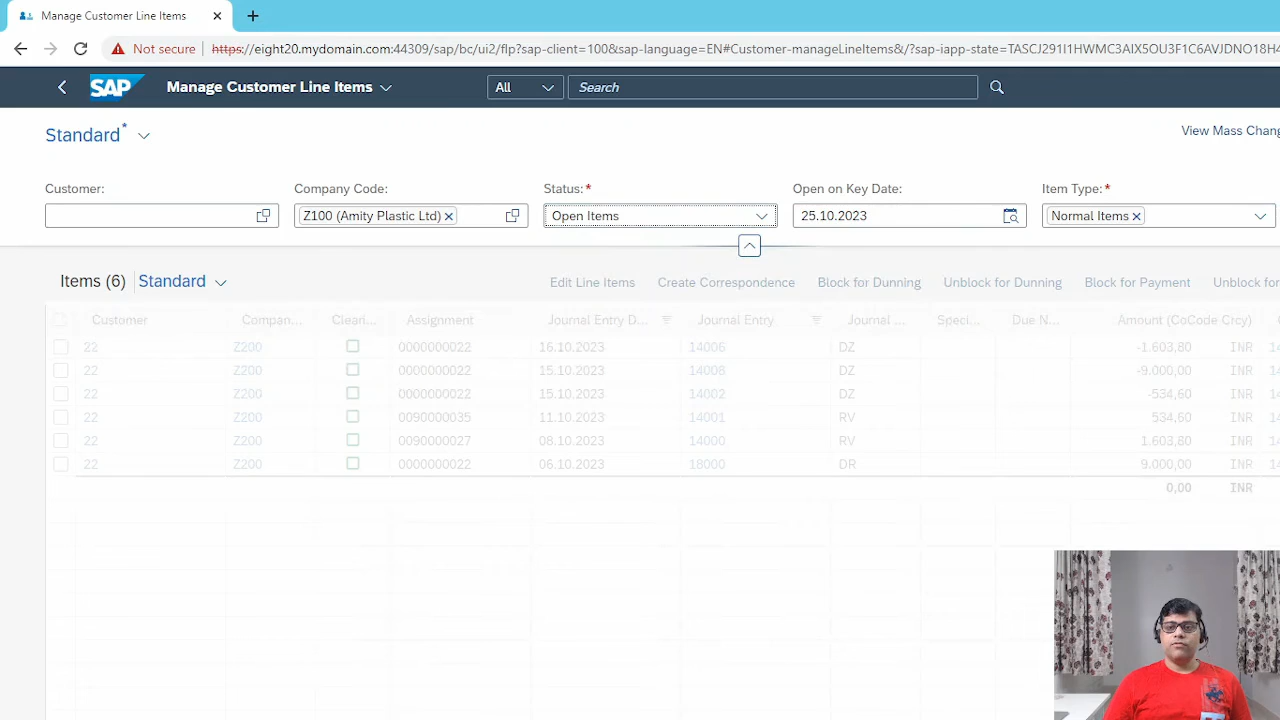 Manage Customer Line Items
Not secure https://eight20.mydomain.com:44309/sap/bc/ui2/flp?sap-client=100&sap-language=EN#Customer-manageLineItems&/?sap-iapp-state=TASCJ291I1HWMC3AIX5OU3F1C6AVJDNO18H4
SAP Manage Customer Line Items All Search
Standard*
View Mass Chang
Customer: Company Code: Status:* Open on Key Date: Item Type:*
Z100 (Amity Plastic Ltd) Open Items 25.10.2023 Normal Items
Items (6) Standard Edit Line Items Create Correspondence Block for Dunning Unblock for Dunning Block for Payment Unblock for
Customer Compan... Cleari... Assignment Journal Entry D... Journal Entry Journal ... Speci... Due N... Amount (CoCode Crcy)
22 Z200 0000000022 16.10.2023 14006 DZ -1.603,80 INR 14
22 Z200 0000000022 15.10.2023 14008 DZ -9.000,00 INR
22 Z200 0000000022 15.10.2023 14002 DZ -534,60 INR 14
22 Z200 0090000035 11.10.2023 14001 RV 534,60 INR 14
22 Z200 0090000027 08.10.2023 14000 RV 1.603,80 INR 14
22 Z200 0000000022 06.10.2023 18000 DR 9.000,00 INR 14
0,00 INR